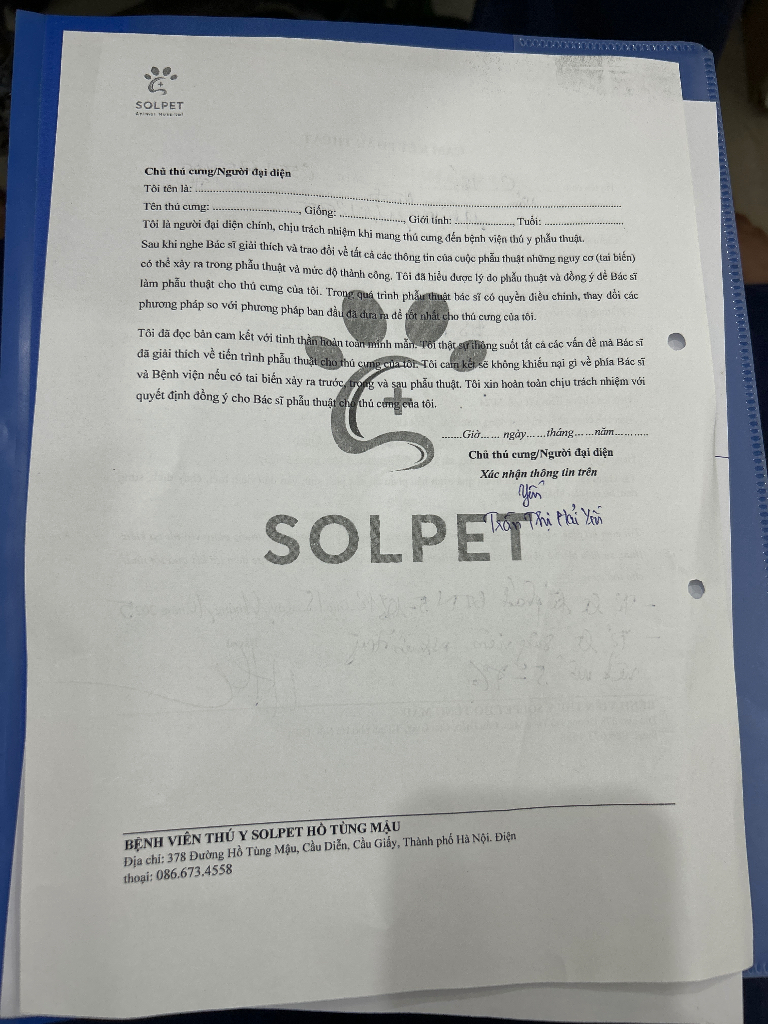 SOLPET
ANIMAL HOSPITAL
Chủ thú cưng/Người đại diện
Tôi tên là: ................................................................................
Tên thú cưng: .........................., Giống: ...................., Giới tính: .................., Tuổi: ........................
Tôi là người đại diện chính, chịu trách nhiệm khi mang thú cưng đến bệnh viện thú y phẫu thuật.
Sau khi nghe Bác sĩ giải thích và trao đổi về tất cả các thông tin của cuộc phẫu thuật những nguy cơ (tai biến)
có thể xảy ra trong phẫu thuật và mức độ thành công. Tôi đã hiểu được lý do phẫu thuật và đồng ý để Bác sĩ
làm phẫu thuật cho thú cưng của tôi. Trong quá trình phẫu thuật bác sĩ có quyền điều chỉnh, thay đổi các
phương pháp so với phương pháp ban đầu đã đưa ra để tốt nhất cho thú cưng của tôi.
Tôi đã đọc bản cam kết với tinh thần hoàn toàn minh mẫn. Tôi thật sự thông suốt tất cả các vấn đề mà Bác sĩ
đã giải thích về tiến trình phẫu thuật cho thú cưng của tôi. Tôi cam kết sẽ không khiếu nại gì về phía Bác sĩ
và Bệnh viện nếu có tai biến xảy ra trước, trong và sau phẫu thuật. Tôi xin hoàn toàn chịu trách nhiệm với
quyết định đồng ý cho Bác sĩ phẫu thuật cho thú cưng của tôi.
.......Giờ...... ngày ......tháng ......năm...........
Chủ thú cưng/Người đại diện
Xác nhận thông tin trên
Yến
Trần Thị Hải Yến
SOLPET
BỆNH VIÊN THÚ Y SOLPET HỒ TÙNG MẬU
Địa chỉ: 378 Đường Hồ Tùng Mậu, Cầu Diễn, Cầu Giấy, Thành phố Hà Nội. Điện
thoại: 086.673.4558